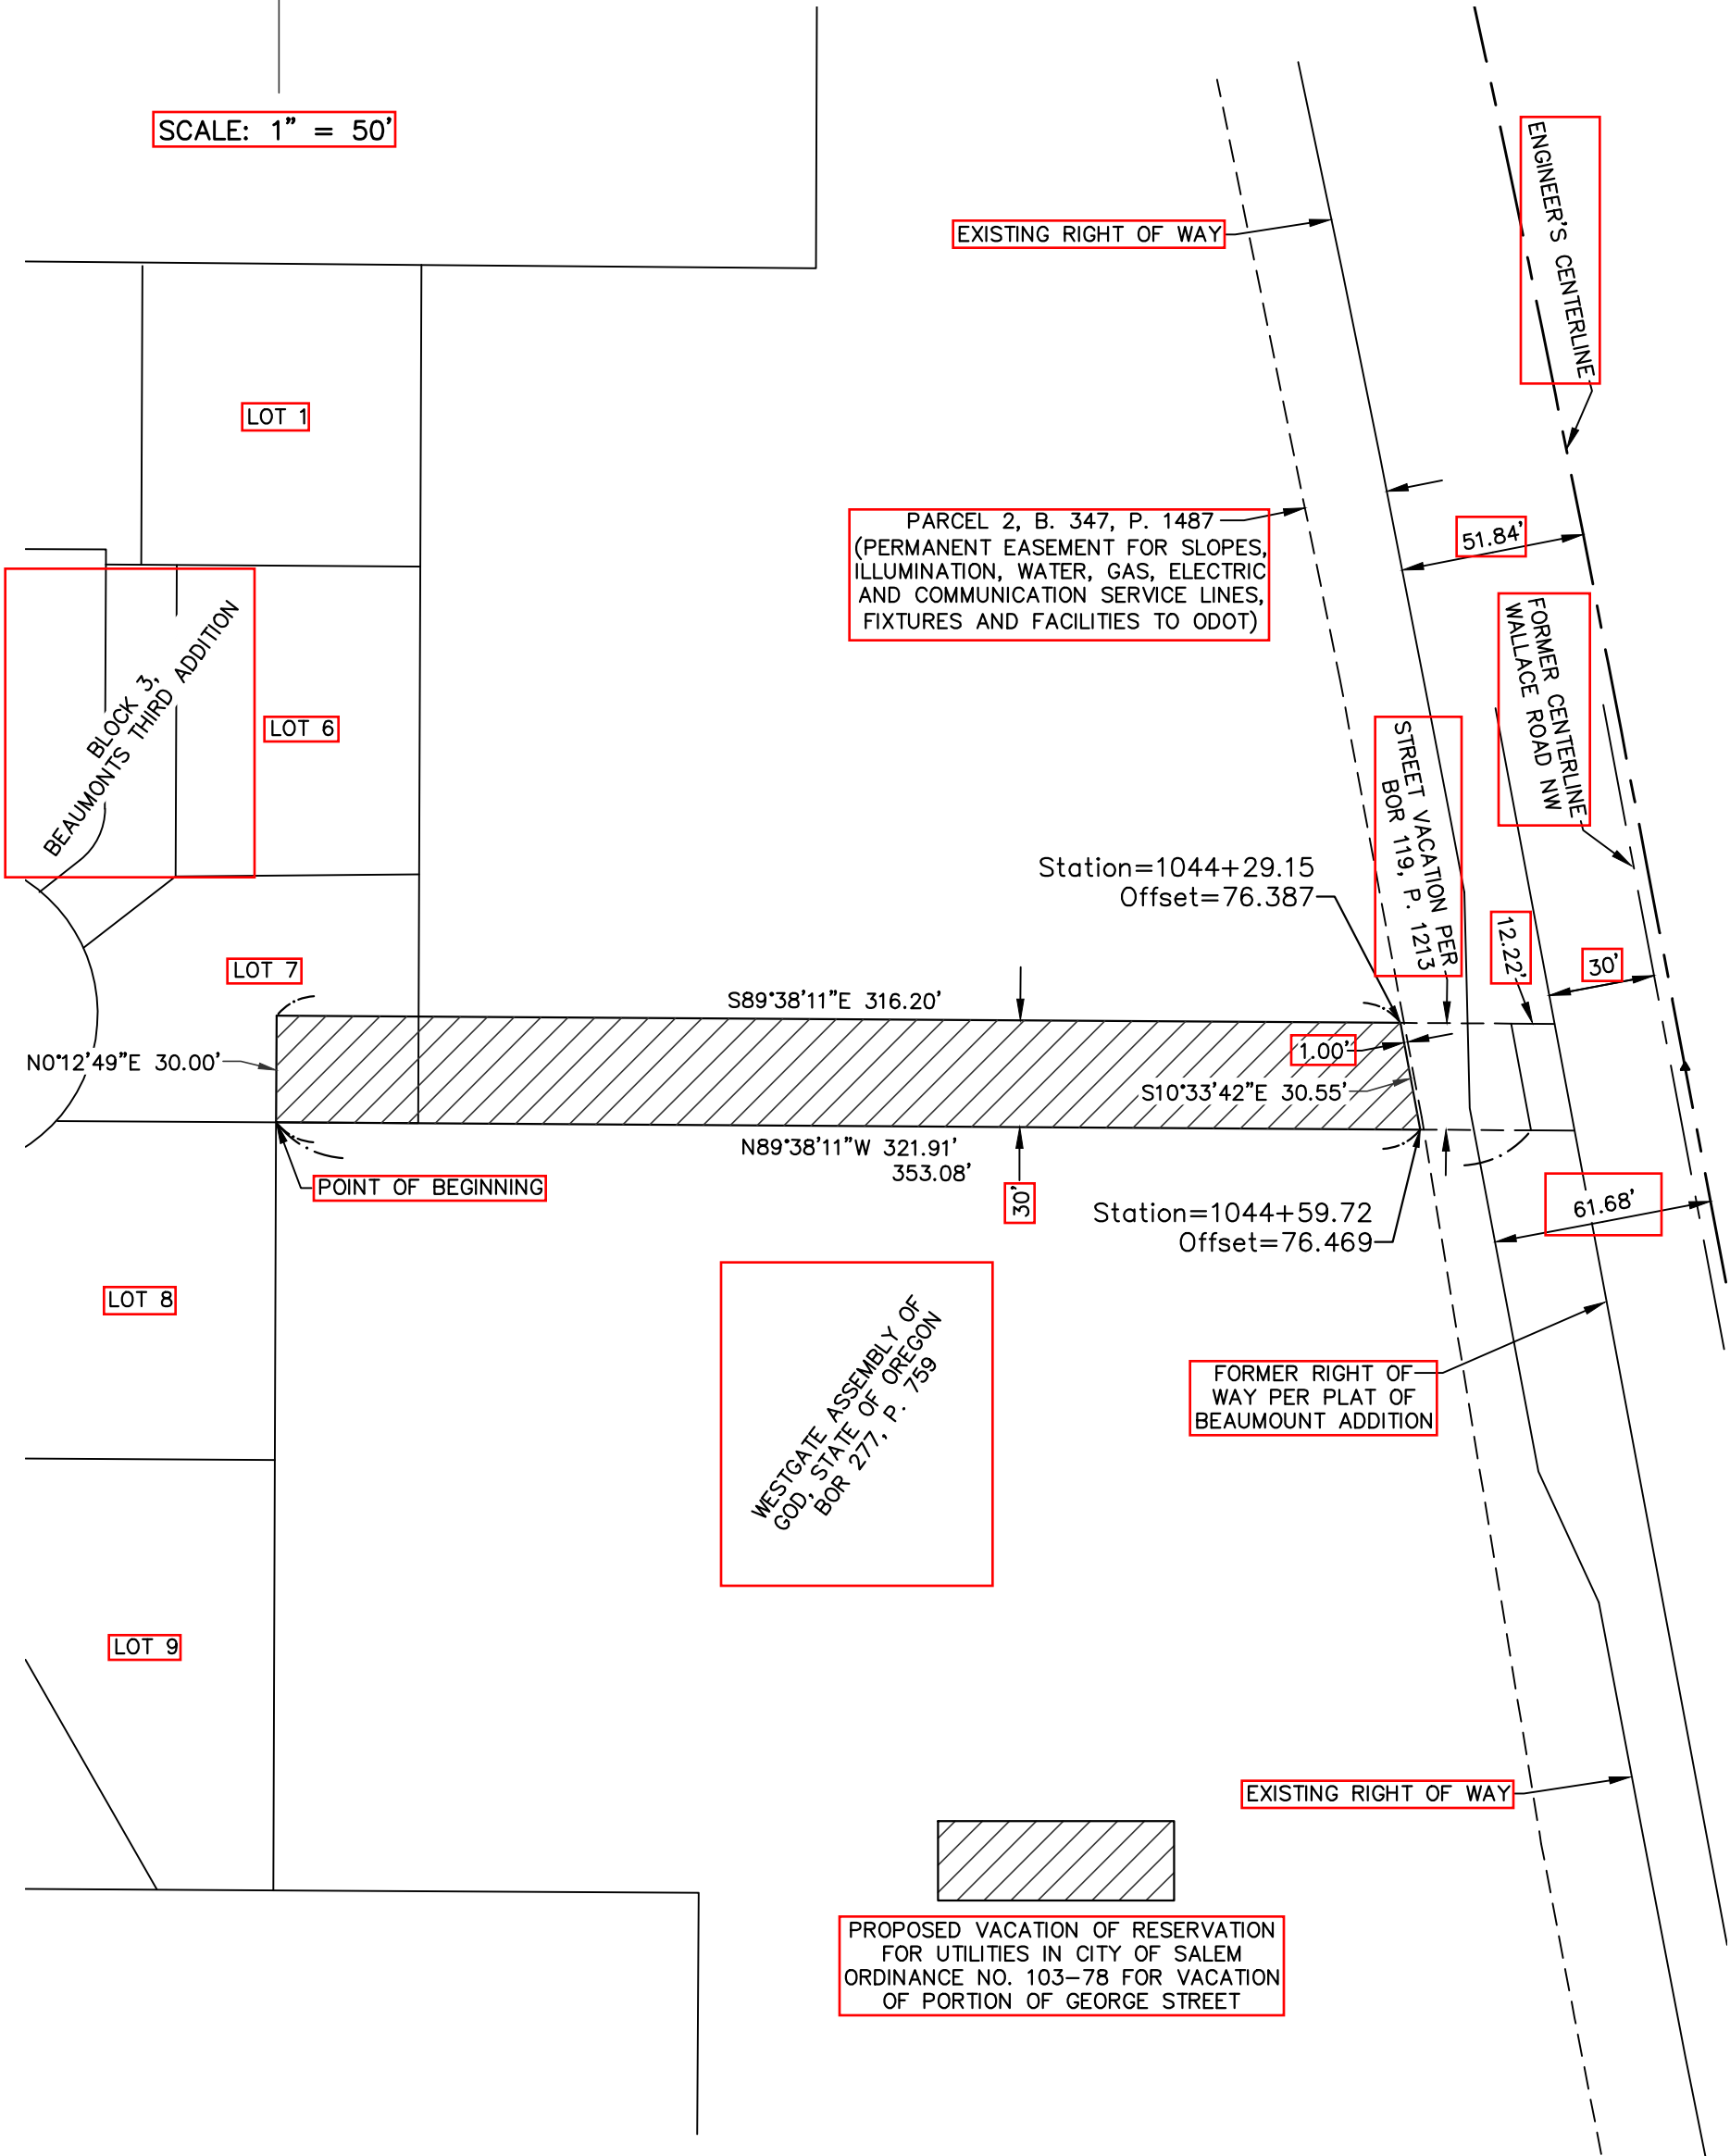 SCALE: 1" = 50'
ENGINEER'S CENTERLINE
EXISTING RIGHT OF WAY
LOT 1
PARCEL 2, B. 347, P. 1487
(PERMANENT EASEMENT FOR SLOPES,
ILLUMINATION, WATER, GAS, ELECTRIC
AND COMMUNICATION SERVICE LINES,
FIXTURES AND FACILITIES TO ODOT)
51.84'
BLOCK 3,
BEAUMONTS THIRD ADDITION
LOT 6
FORMER CENTERLINE
WALLACE ROAD NW
STREET VACATION PER
BOR 119, P. 1213
Station=1044+29.15
Offset=76.387
12.22'
30'
LOT 7
S89°38'11"E 316.20'
N0°12'49"E 30.00'
1.00'
S10°33'42"E 30.55'
N89°38'11"W 321.91'
353.08'
POINT OF BEGINNING
30'
Station=1044+59.72
Offset=76.469
61.68'
LOT 8
WESTGATE ASSEMBLY OF
GOD, STATE OF OREGON
BOR 277, P. 759
FORMER RIGHT OF
WAY PER PLAT OF
BEAUMOUNT ADDITION
LOT 9
EXISTING RIGHT OF WAY
PROPOSED VACATION OF RESERVATION
FOR UTILITIES IN CITY OF SALEM
ORDINANCE NO. 103-78 FOR VACATION
OF PORTION OF GEORGE STREET